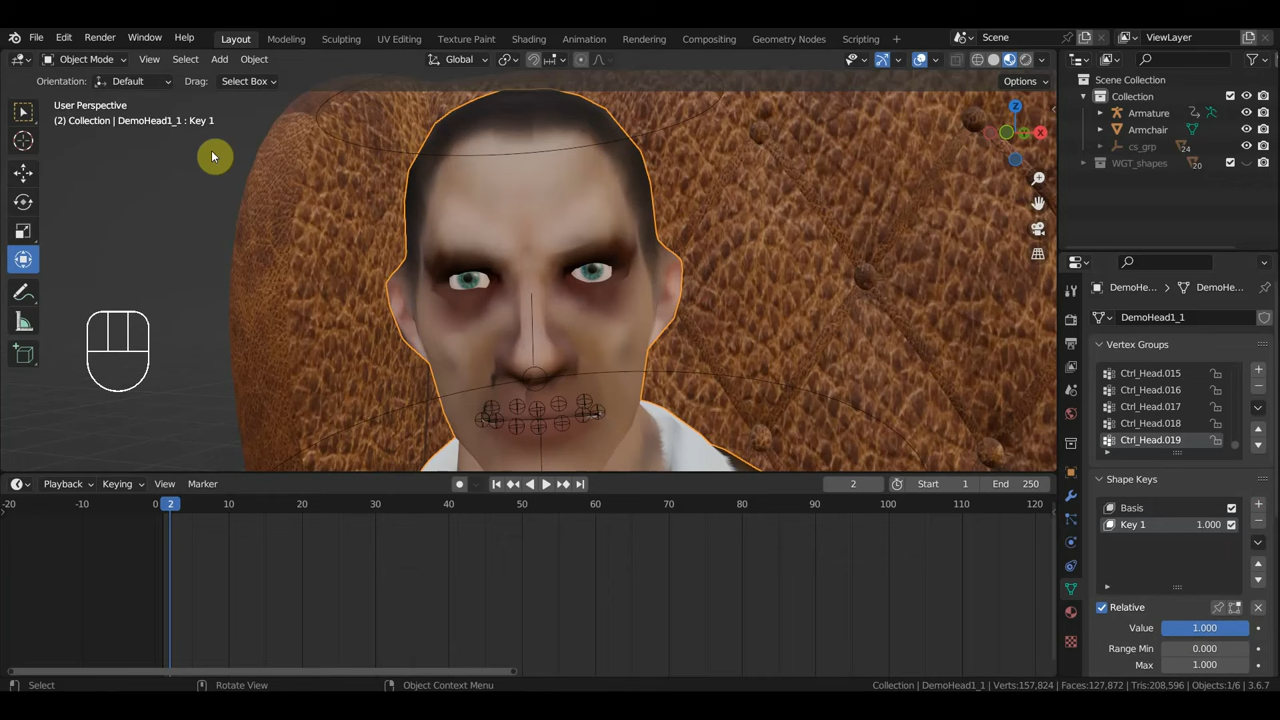 File Edit Render Window Help Layout Modeling Sculpting UV Editing Texture Paint Shading Animation Rendering Compositing Geometry Nodes Scripting Scene ViewLayer
Object Mode View Select Add Object Global
Orientation: Default Drag: Select Box Options
User Perspective
(2) Collection | DemoHead1_1 : Key 1
Scene Collection
Collection
Armature
Armchair
cs_grp 24
WGT_shapes 20
DemoHe... DemoHe...
DemoHead1_1
Vertex Groups
Ctrl_Head.015
Ctrl_Head.016
Ctrl_Head.017
Ctrl_Head.018
Ctrl_Head.019
Shape Keys
Basis
Key 1 1.000
Relative
Value 1.000
Range Min 0.000
Max 1.000
Z
X
Playback Keying View Marker 2 Start 1 End 250
-20 -10 0 2 10 20 30 40 50 60 70 80 90 100 110 120
Select Rotate View Object Context Menu Collection | DemoHead1_1 | Verts:157,824 | Faces:127,872 | Tris:208,596 | Objects:1/6 | 3.6.7